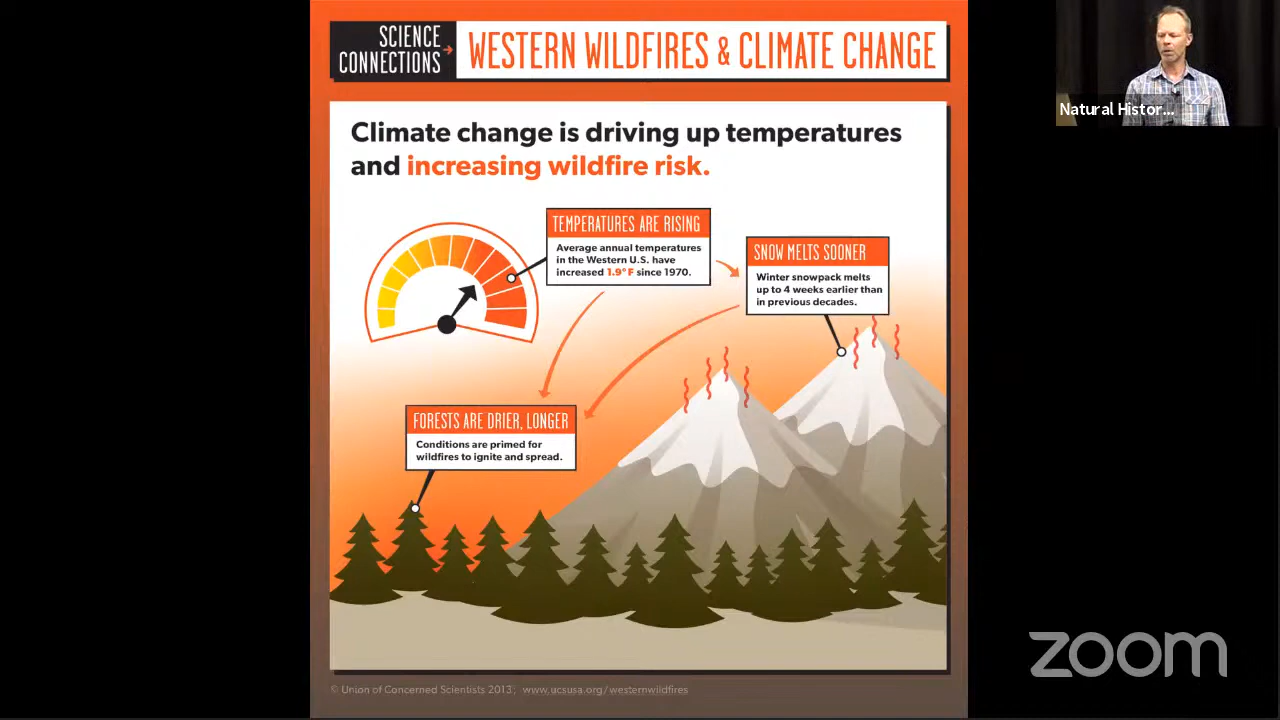 SCIENCE
CONNECTIONS
WESTERN WILDFIRES & CLIMATE CHANGE
Climate change is driving up temperatures
and increasing wildfire risk.
TEMPERATURES ARE RISING
Average annual temperatures
in the Western U.S. have
increased 1.9°F since 1970.
SNOW MELTS SOONER
Winter snowpack melts
up to 4 weeks earlier than
in previous decades.
FORESTS ARE DRIER, LONGER
Conditions are primed for
wildfires to ignite and spread.
© Union of Concerned Scientists 2013; www.ucsusa.org/westernwildfires
Natural Histor...
zoom